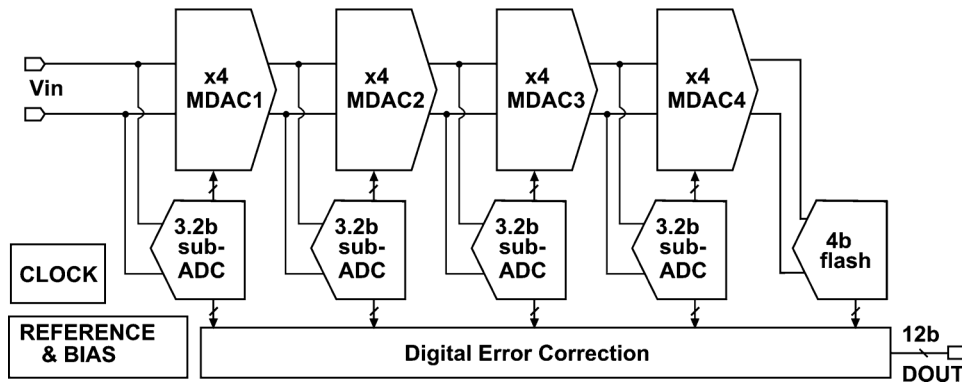 Vin
x4
MDAC1
x4
MDAC2
x4
MDAC3
x4
MDAC4
3.2b
sub-
ADC
3.2b
sub-
ADC
3.2b
sub-
ADC
3.2b
sub-
ADC
4b
flash
CLOCK
REFERENCE
& BIAS
Digital Error Correction
12b
DOUT